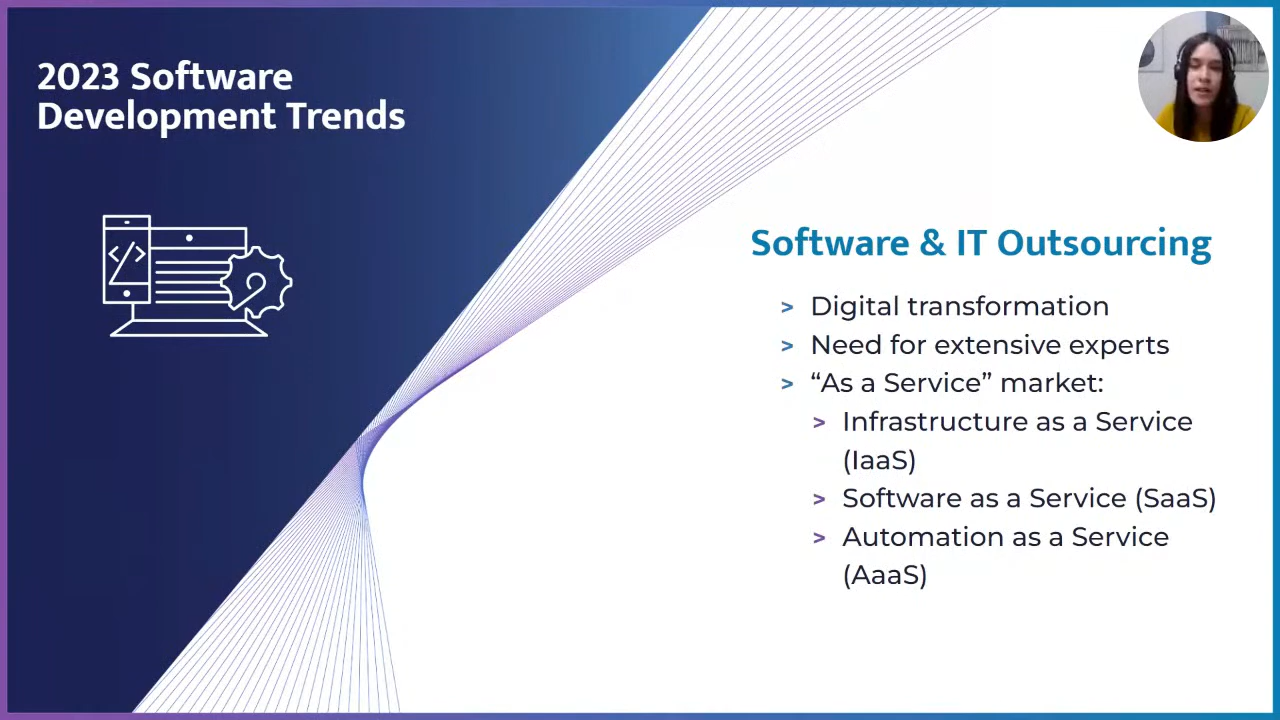 2023 Software
Development Trends
Software & IT Outsourcing
> Digital transformation
> Need for extensive experts
> “As a Service” market:
> Infrastructure as a Service
(IaaS)
> Software as a Service (SaaS)
> Automation as a Service
(AaaS)